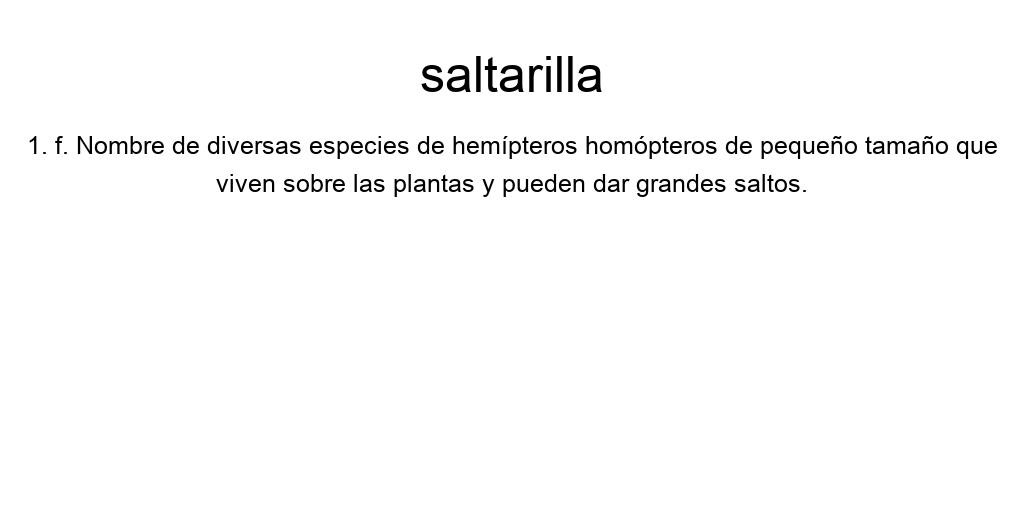 saltarilla
1. f. Nombre de diversas especies de hemípteros homópteros de pequeño tamaño que
viven sobre las plantas y pueden dar grandes saltos.